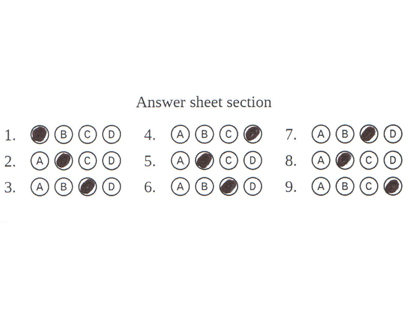 Answer sheet section
1. B C D 4. A B C 7. A B D
2. A C D 5. A C D 8. A C D
3. A B D 6. A B D 9. A B C